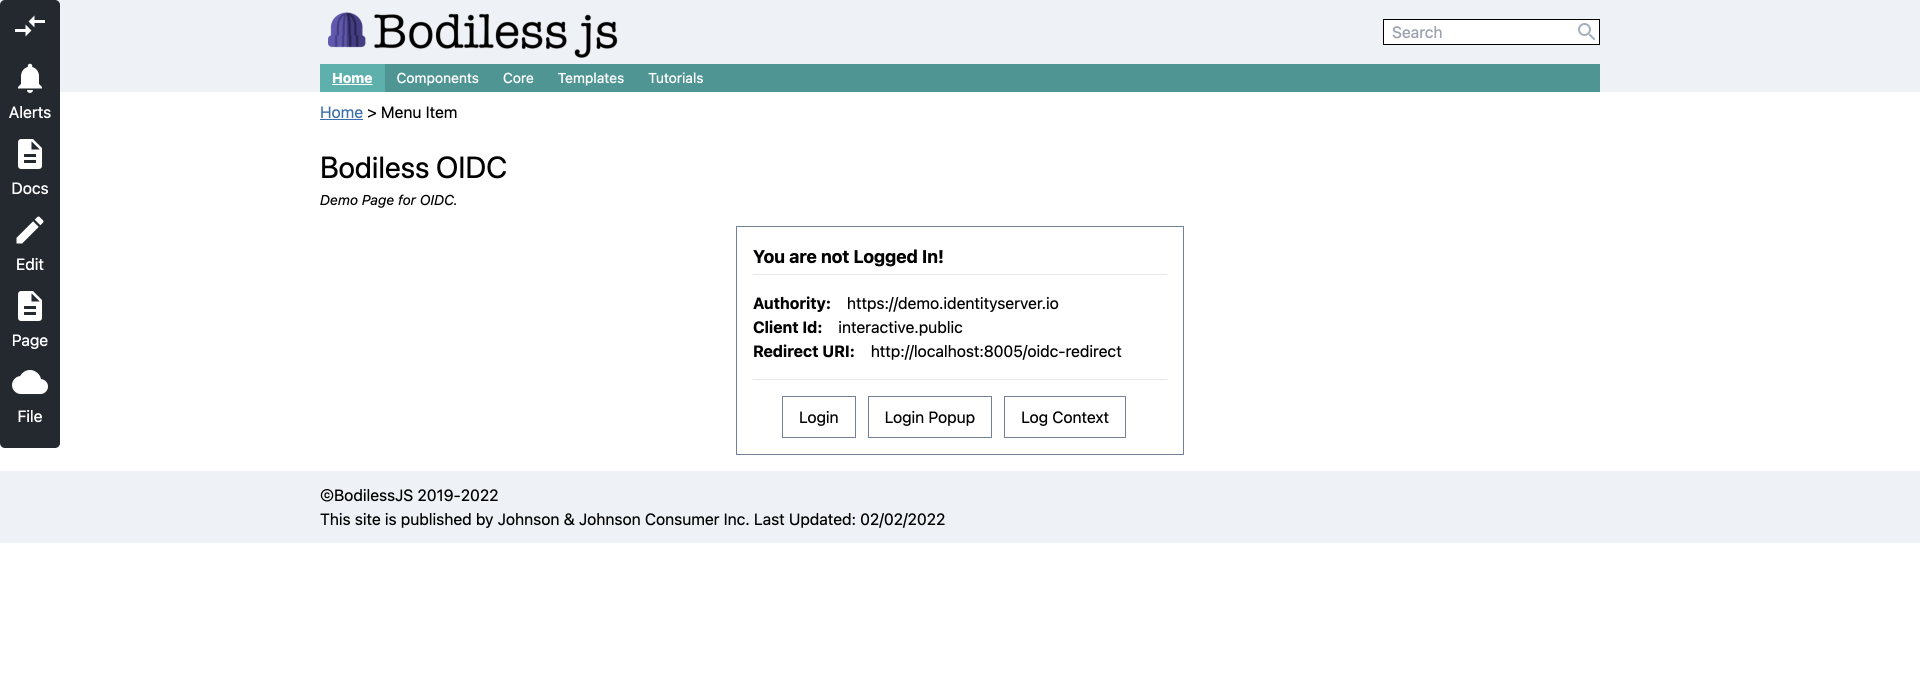 Bodiless js
Search
Home Components Core Templates Tutorials
Home > Menu Item
Alerts
Docs
Edit
Page
File
Bodiless OIDC
Demo Page for OIDC.
You are not Logged In!
Authority: https://demo.identityserver.io
Client Id: interactive.public
Redirect URI: http://localhost:8005/oidc-redirect
Login Login Popup Log Context
©BodilessJS 2019-2022
This site is published by Johnson & Johnson Consumer Inc. Last Updated: 02/02/2022